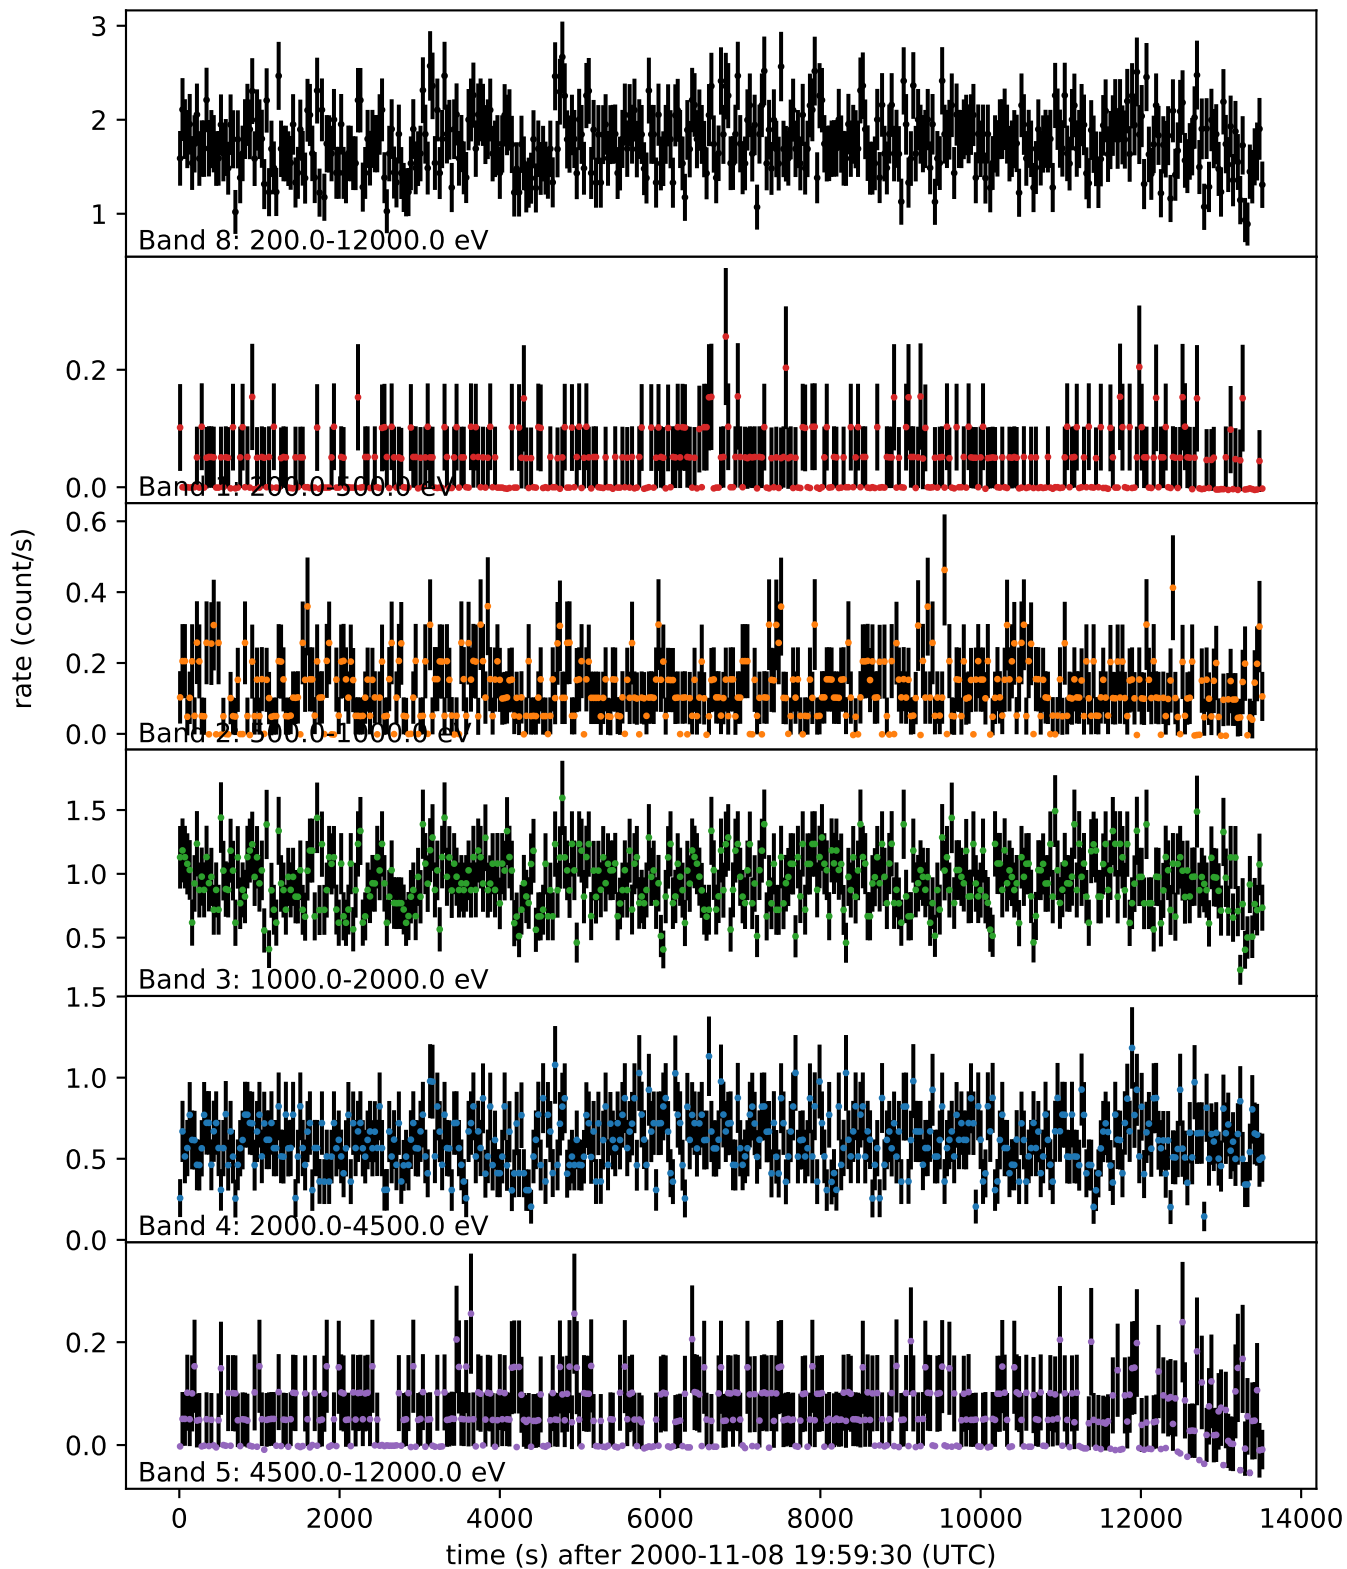 3
2
1
Band 8: 200.0-12000.0 eV
0.2
0.0
Band 1: 200.0-500.0 eV
0.6
0.4
0.2
0.0
Band 2: 500.0-1000.0 eV
rate (count/s)
1.5
1.0
0.5
Band 3: 1000.0-2000.0 eV
1.5
1.0
0.5
0.0
Band 4: 2000.0-4500.0 eV
0.2
0.0
Band 5: 4500.0-12000.0 eV
0 2000 4000 6000 8000 10000 12000 14000
time (s) after 2000-11-08 19:59:30 (UTC)